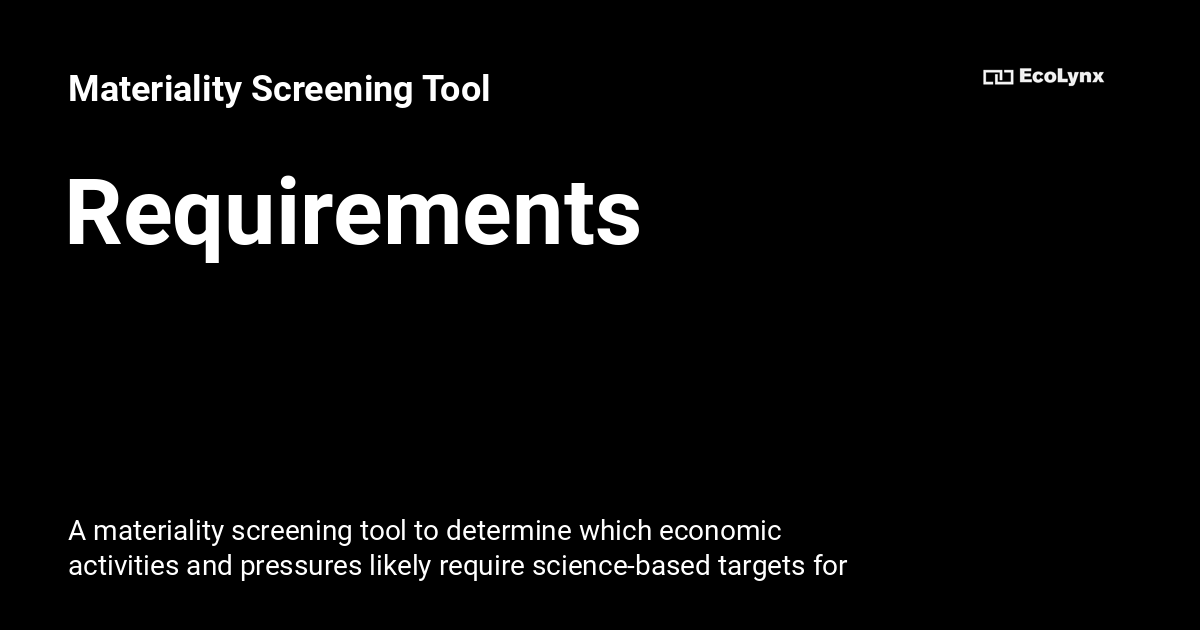 Materiality Screening Tool
EcoLynx
Requirements
A materiality screening tool to determine which economic
activities and pressures likely require science-based targets for